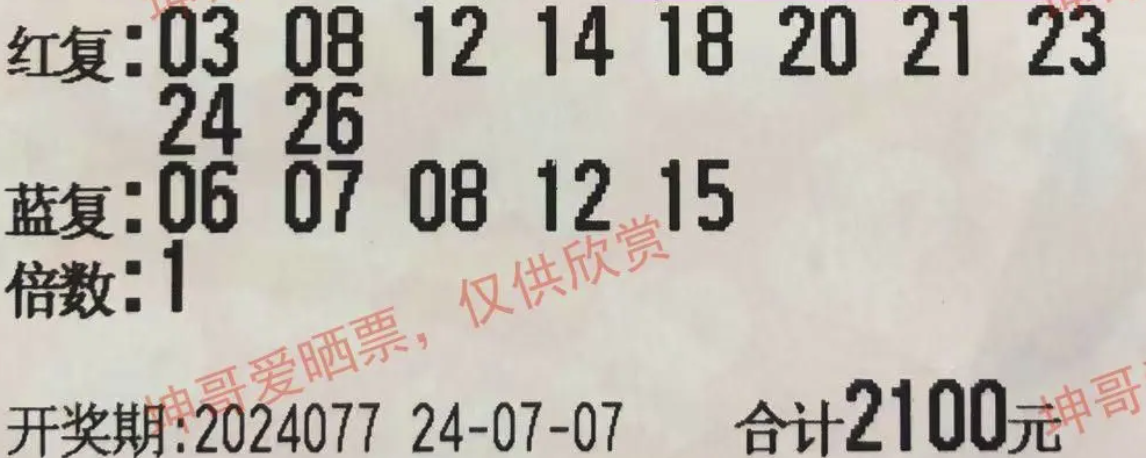 红复:03 08 12 14 18 20 21 23
24 26
蓝复:06 07 08 12 15
倍数:1
坤哥爱晒票，仅供欣赏
开奖期:2024077 24-07-07 合计2100元
坤哥